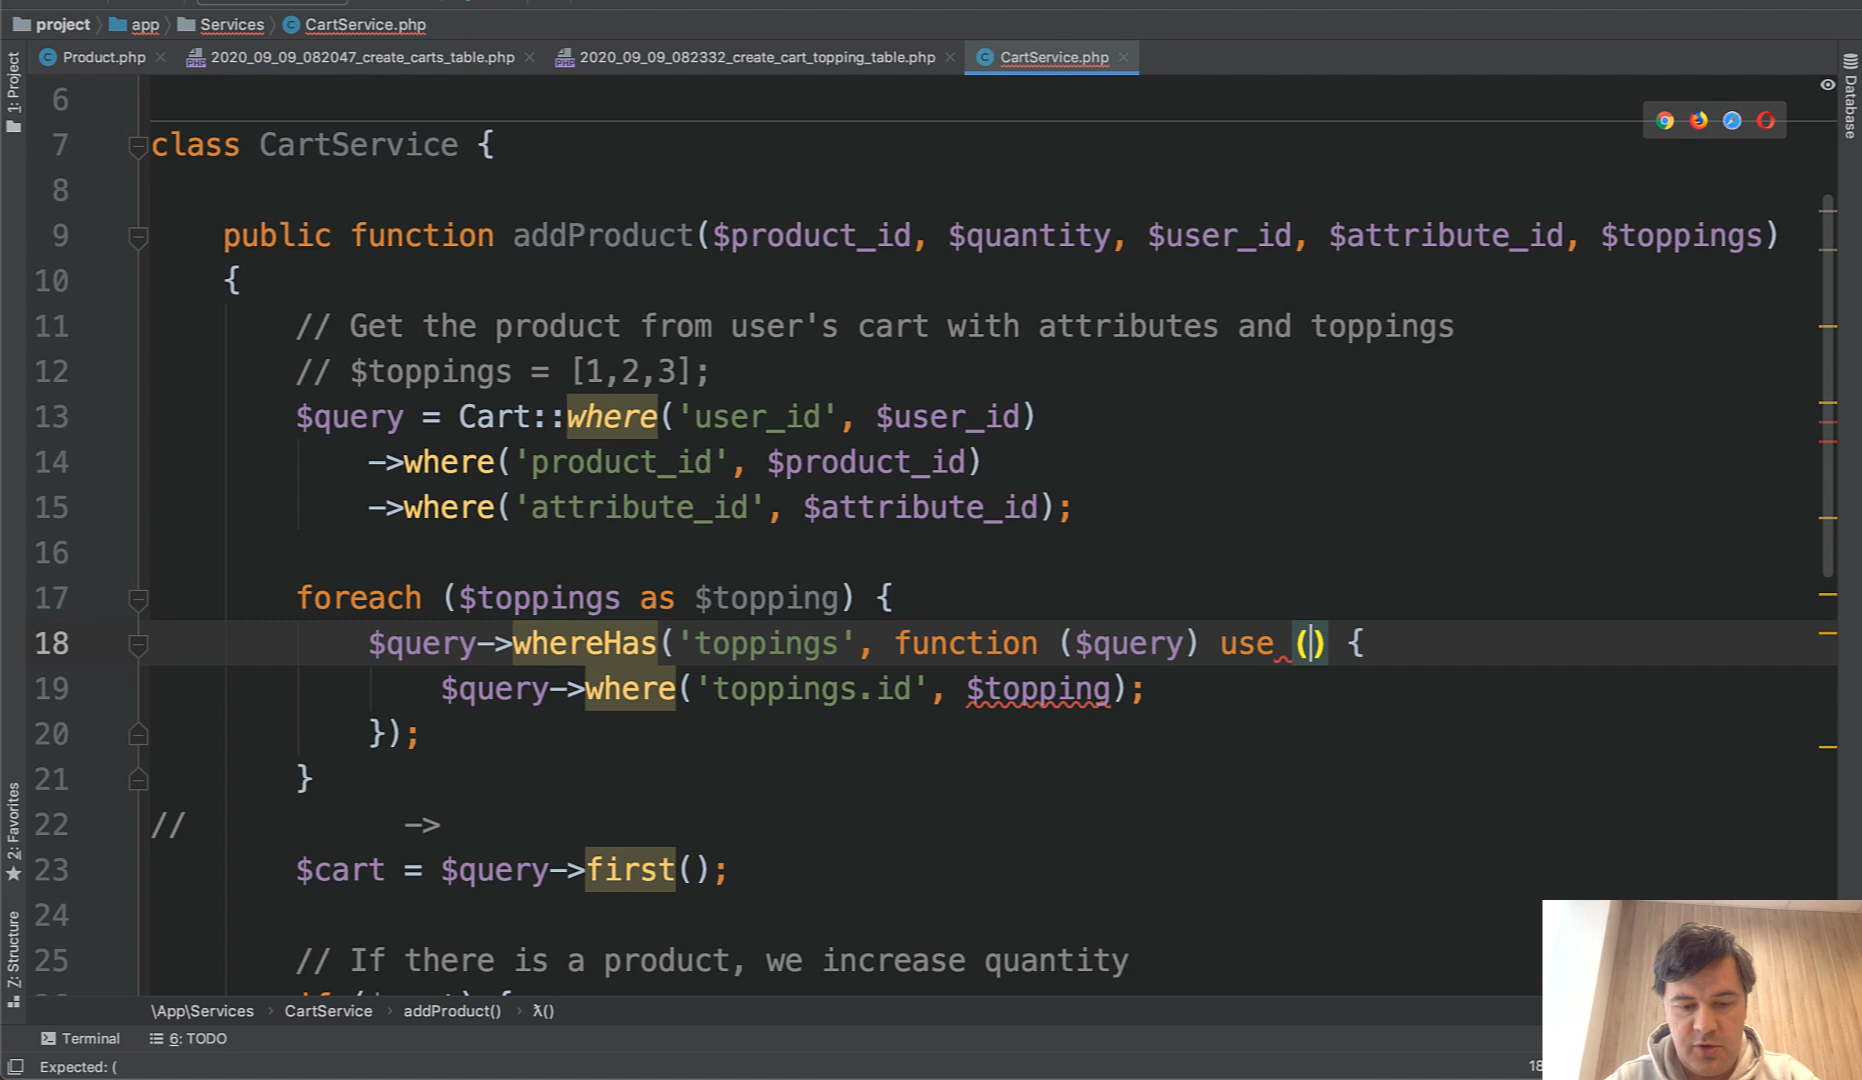 project app Services CartService.php
Product.php 2020_09_09_082047_create_carts_table.php 2020_09_09_082332_create_cart_topping_table.php CartService.php
1: Project
Database
6
7 class CartService {
8
9 public function addProduct($product_id, $quantity, $user_id, $attribute_id, $toppings)
10 {
11 // Get the product from user's cart with attributes and toppings
12 // $toppings = [1,2,3];
13 $query = Cart::where('user_id', $user_id)
14 ->where('product_id', $product_id)
15 ->where('attribute_id', $attribute_id);
16
17 foreach ($toppings as $topping) {
18 $query->whereHas('toppings', function ($query) use () {
19 $query->where('toppings.id', $topping);
20 });
21 }
22 // ->
23 $cart = $query->first();
24
25 // If there is a product, we increase quantity
2: Favorites
Z: Structure
\App\Services CartService addProduct() λ()
Terminal 6: TODO
Expected: ( 18